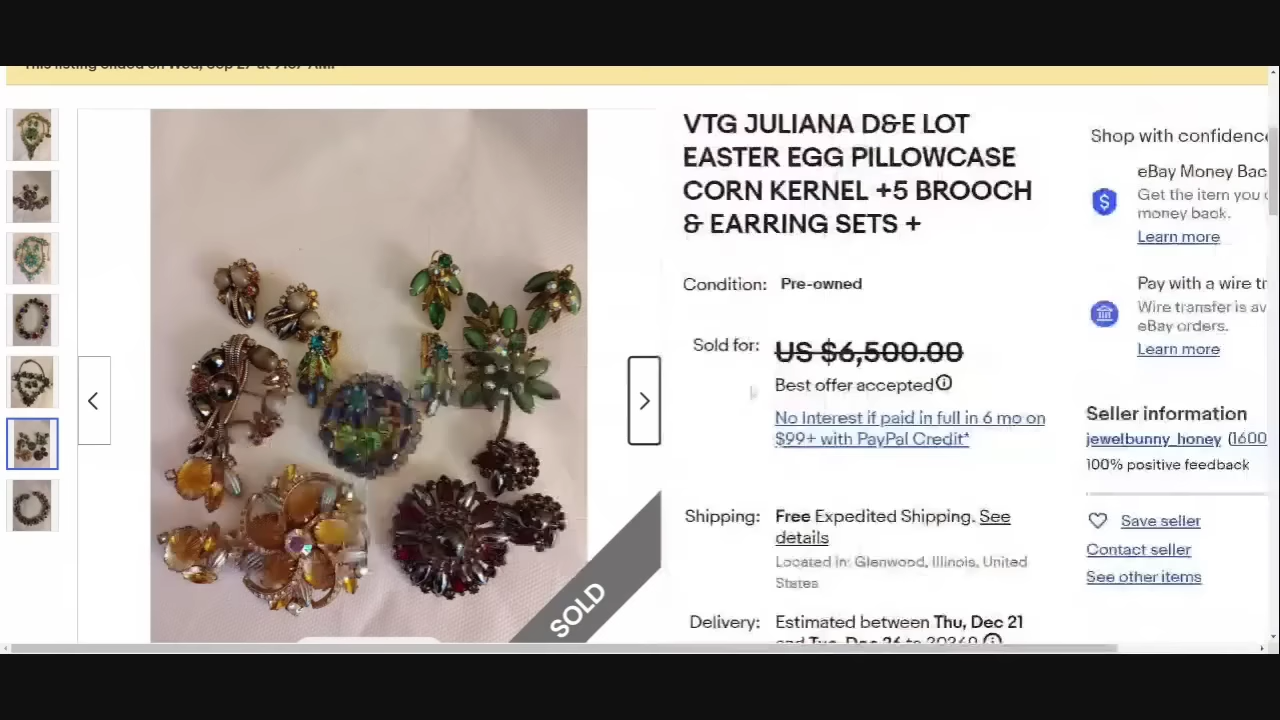 VTG JULIANA D&E LOT
EASTER EGG PILLOWCASE
CORN KERNEL +5 BROOCH
& EARRING SETS +
Condition: Pre-owned
Sold for: US $6,500.00
Best offer accepted
No Interest if paid in full in 6 mo on
$99+ with PayPal Credit*
Shipping: Free Expedited Shipping. See
details
Located in: Glenwood, Illinois, United
States
Delivery: Estimated between Thu, Dec 21
SOLD
Shop with confidence
eBay Money Bac
Get the item you
money back.
Learn more
Pay with a wire tr
Wire transfer is av
eBay orders.
Learn more
Seller information
jewelbunny_honey (1600
100% positive feedback
Save seller
Contact seller
See other items